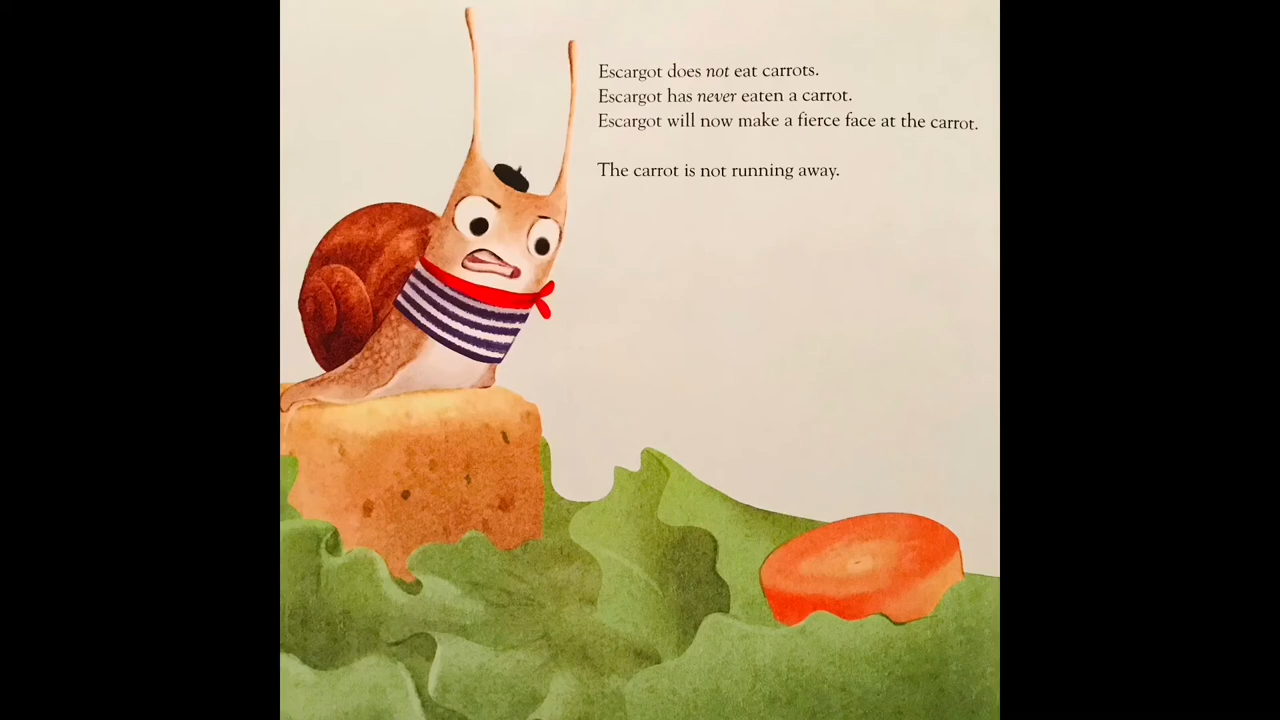 Escargot does not eat carrots.
Escargot has never eaten a carrot.
Escargot will now make a fierce face at the carrot.
The carrot is not running away.